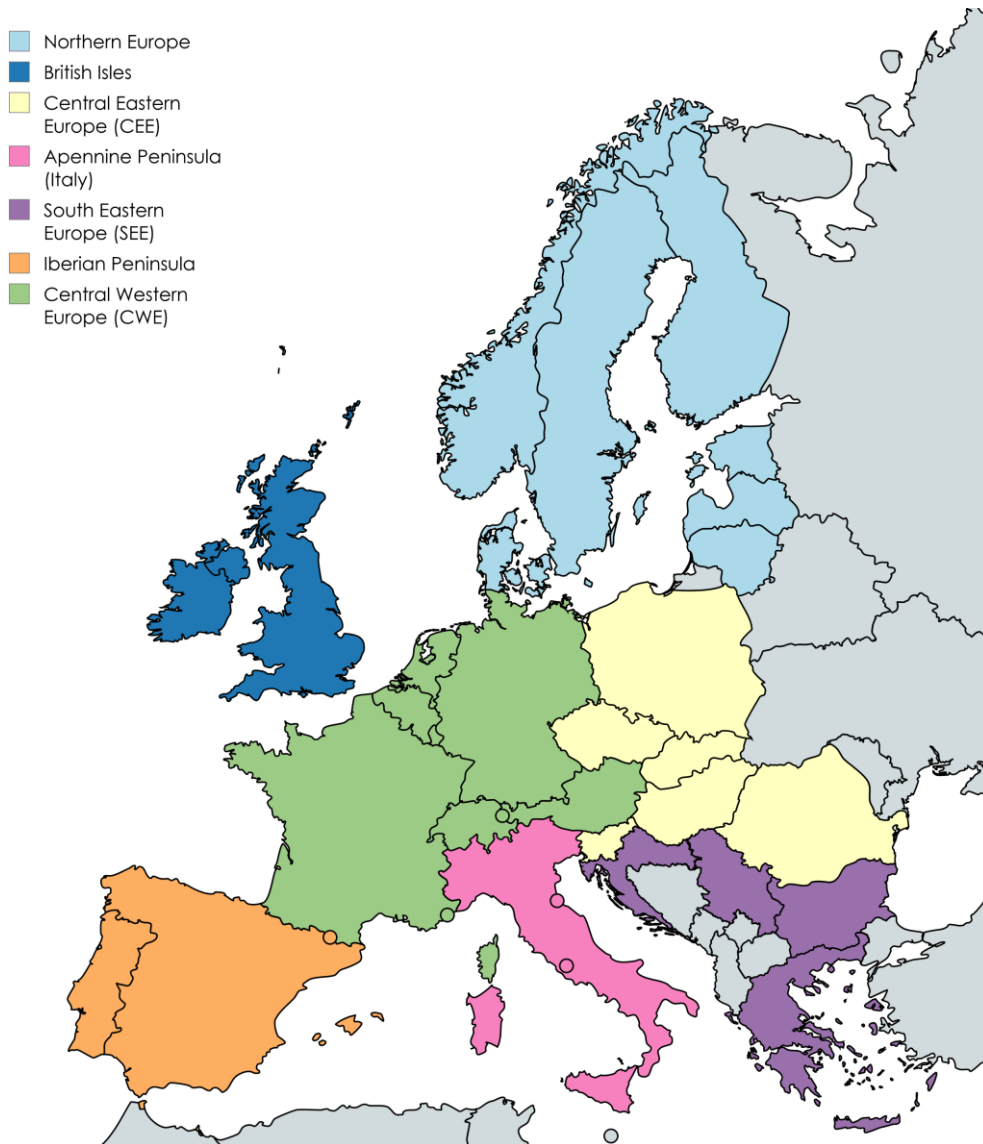 Northern Europe
British Isles
Central Eastern
Europe (CEE)
Apennine Peninsula
(Italy)
South Eastern
Europe (SEE)
Iberian Peninsula
Central Western
Europe (CWE)